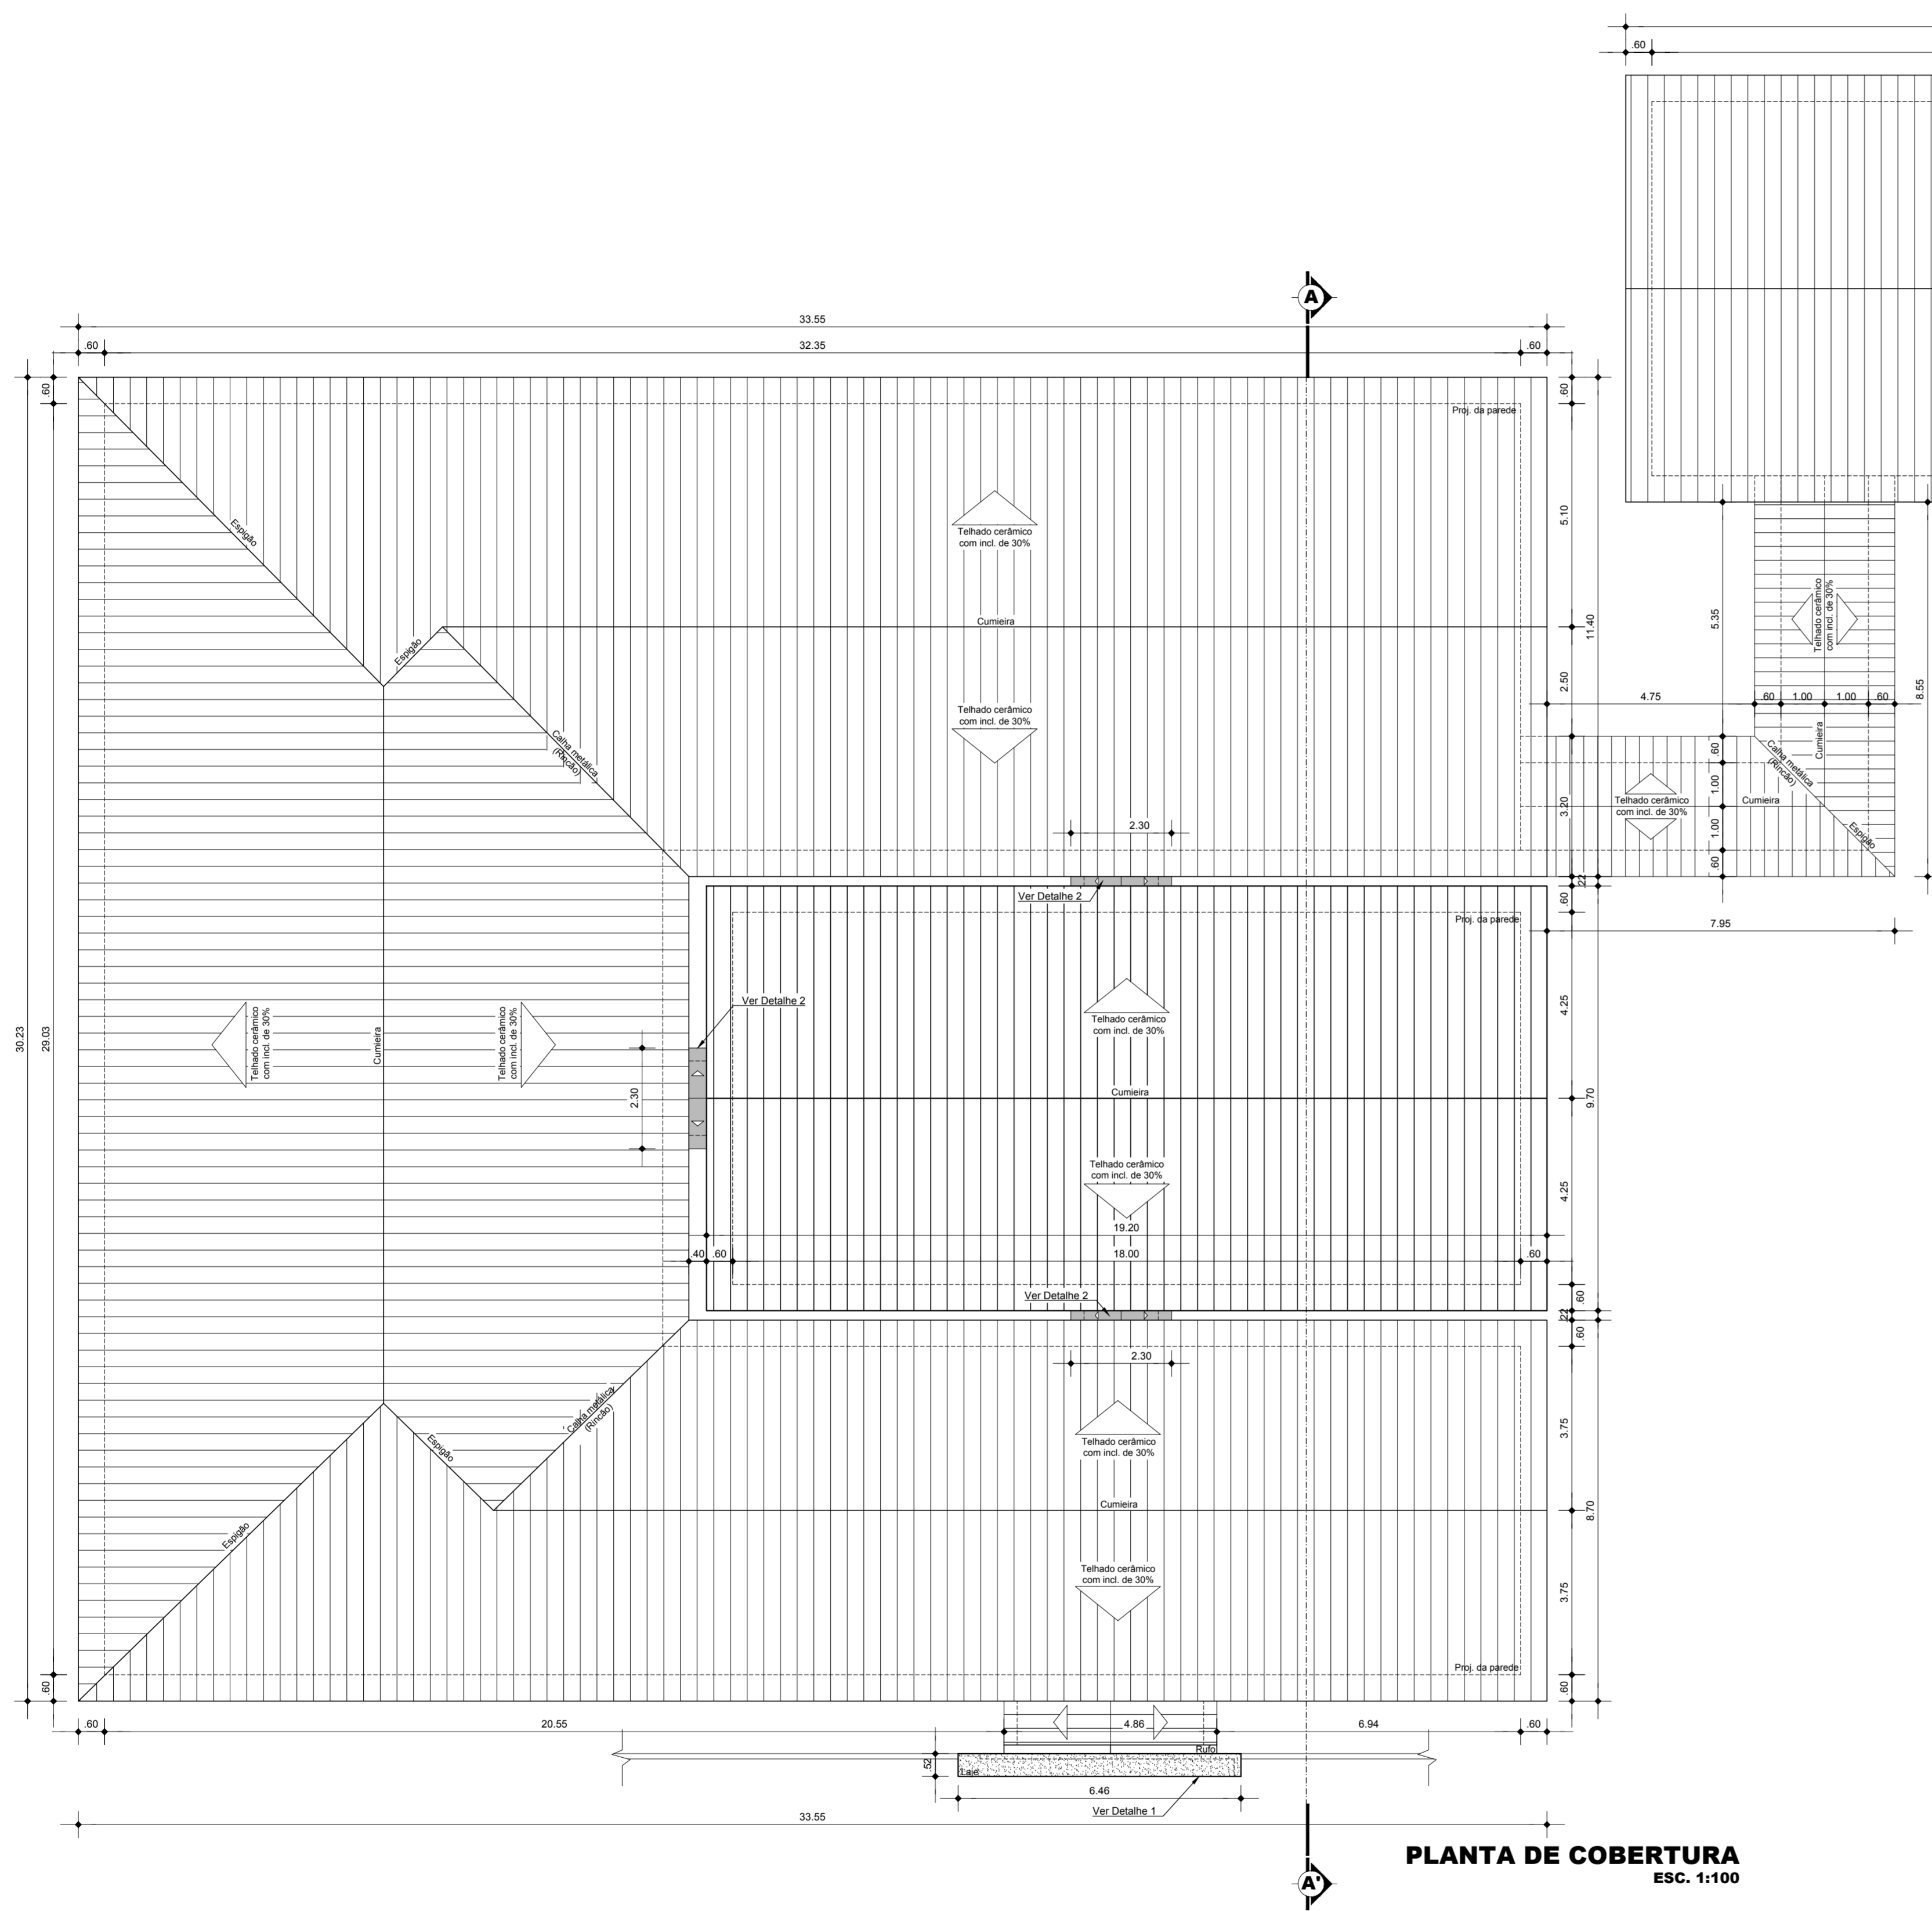 .60
A
33.55
.60
32.35
.60
.60
.60
Proj. da parede
Espigão
5.10
Telhado cerâmico
com incl. de 30%
Telhado cerâmico
com incl. de 30%
5.35
11.40
Cumieira
Espigão
2.50
4.75
.60
1.00
1.00
.60
8.55
Telhado cerâmico
com incl. de 30%
Calha metálica
(Rincão)
Cumieira
Calha metálica
(Rincão)
.60
1.00
1.00
.60
Telhado cerâmico
com incl. de 30%
Cumieira
Espigão
3.20
2.30
Ver Detalhe 2
.22
.60
Proj. da parede
7.95
Ver Detalhe 2
4.25
Telhado cerâmico
com incl. de 30%
30.23
29.03
Telhado cerâmico
com incl. de 30%
Cumieira
Telhado cerâmico
com incl. de 30%
2.30
Cumieira
9.70
Telhado cerâmico
com incl. de 30%
4.25
19.20
.40
.60
18.00
.60
Ver Detalhe 2
.60
.22
.60
2.30
Calha metálica
(Rincão)
Espigão
Telhado cerâmico
com incl. de 30%
3.75
Cumieira
8.70
Espigão
Telhado cerâmico
com incl. de 30%
3.75
Proj. da parede
.60
.60
.60
20.55
4.86
6.94
.60
Rufo
.52
Laje
6.46
Ver Detalhe 1
33.55
PLANTA DE COBERTURA
ESC. 1:100
A'